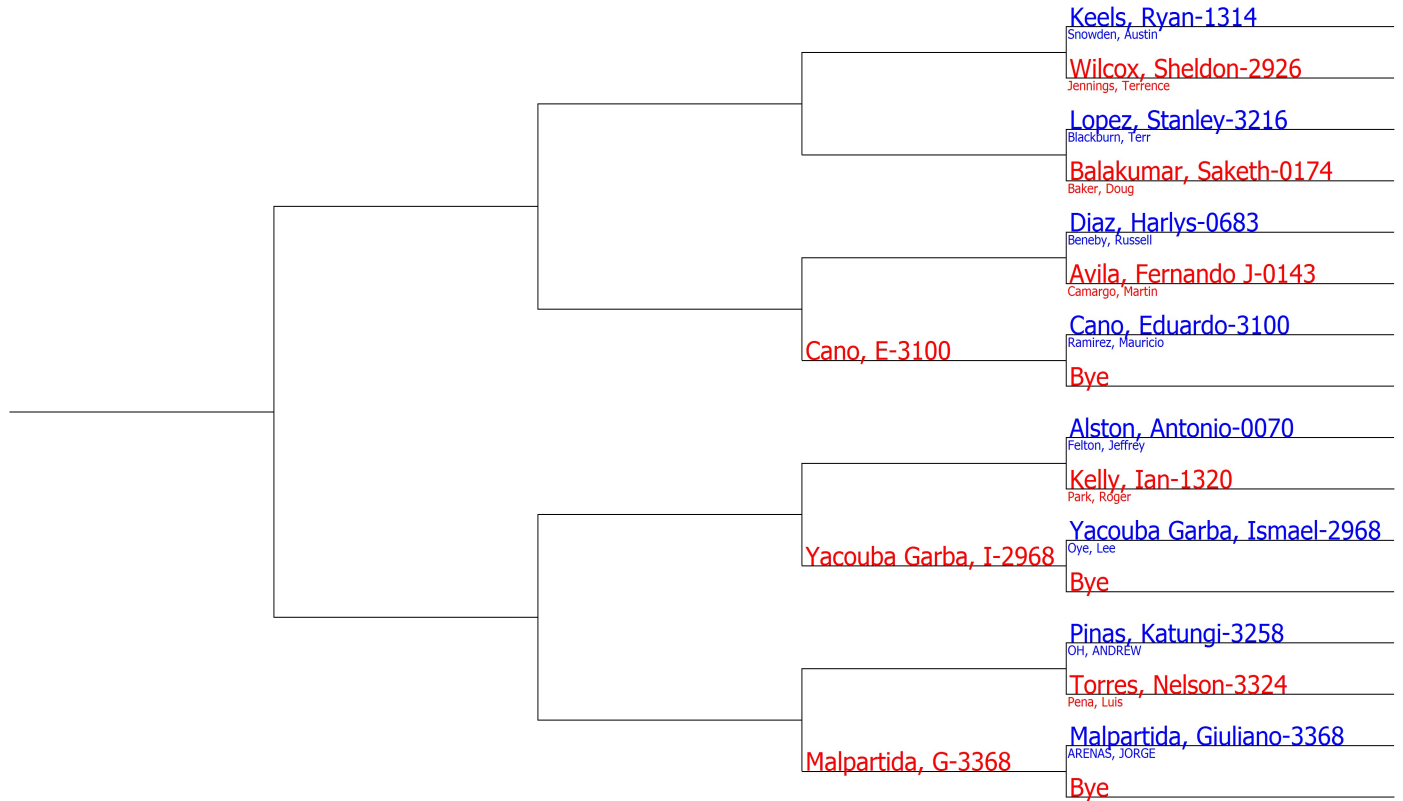 Keels, Ryan-1314
Snowden, Austin
Wilcox, Sheldon-2926
Jennings, Terrence
Lopez, Stanley-3216
Blackburn, Terr
Balakumar, Saketh-0174
Baker, Doug
Diaz, Harlys-0683
Beneby, Russell
Avila, Fernando J-0143
Camargo, Martin
Cano, Eduardo-3100
Ramirez, Mauricio
Cano, E-3100
Bye
Alston, Antonio-0070
Felton, Jeffrey
Kelly, Ian-1320
Park, Roger
Yacouba Garba, Ismael-2968
Oye, Lee
Yacouba Garba, I-2968
Bye
Pinas, Katungi-3258
OH, ANDREW
Torres, Nelson-3324
Pena, Luis
Malpartida, Giuliano-3368
ARENAS, JORGE
Malpartida, G-3368
Bye